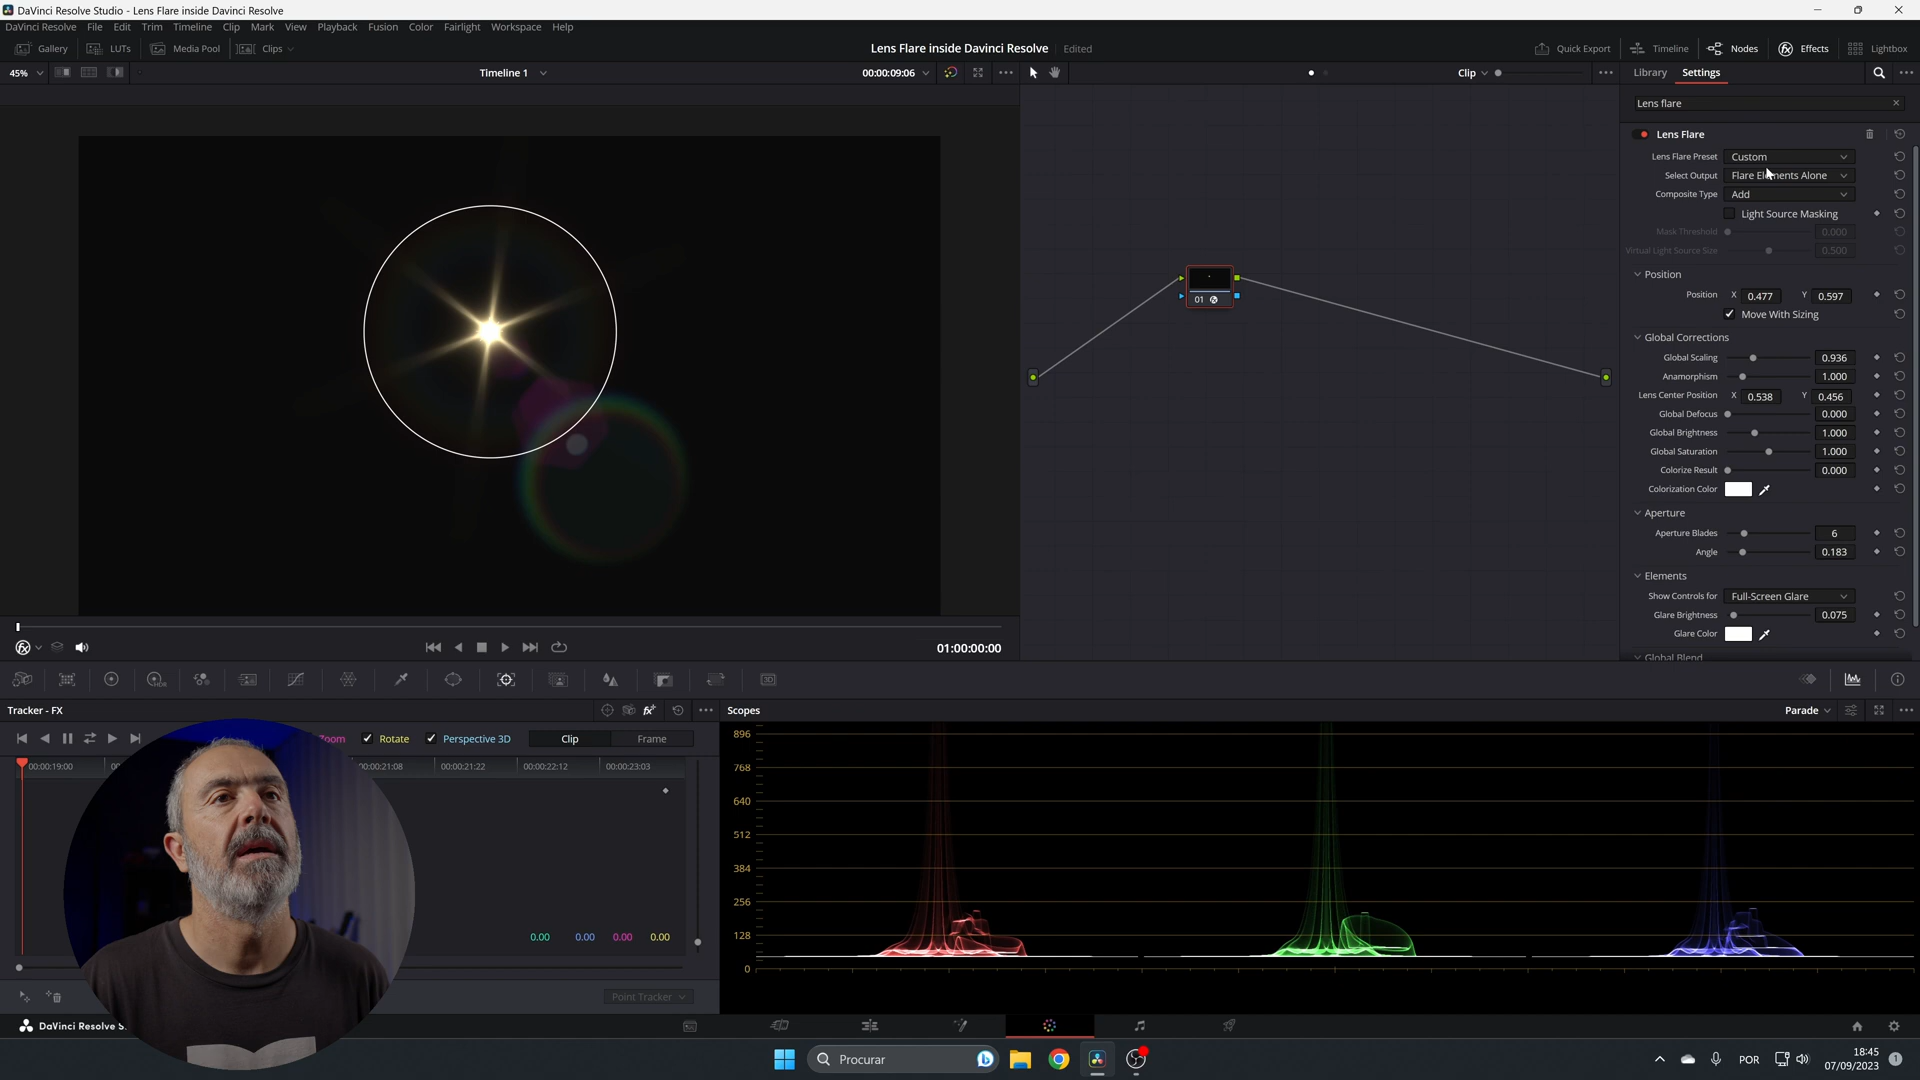 DaVinci Resolve Studio - Lens Flare inside Davinci Resolve
DaVinci Resolve File Edit Trim Timeline Clip Mark View Playback Fusion Color Fairlight Workspace Help
Gallery LUTs Media Pool Clips Lens Flare inside Davinci Resolve Edited Quick Export Timeline Nodes Effects Lightbox
45% Timeline 1 00:00:09:06 Clip Library Settings
Lens flare
Lens Flare
Lens Flare Preset Custom
Select Output Flare Elements Alone
Composite Type Add
Light Source Masking
Mask Threshold 0.000
Virtual Light Source Size 0.500
Position
Position X 0.477 Y 0.597
Move With Sizing
Global Corrections
Global Scaling 0.936
Anamorphism 1.000
Lens Center Position X 0.538 Y 0.456
Global Defocus 0.000
Global Brightness 1.000
Global Saturation 1.000
Colorize Result 0.000
Colorization Color
Aperture
Aperture Blades 6
Angle 0.183
Elements
Show Controls for Full-Screen Glare
Glare Brightness 0.075
Glare Color
Global Blend
01
01:00:00:00
Tracker - FX
Zoom Rotate Perspective 3D Clip Frame
00:00:19:00 00:00:21:08 00:00:21:22 00:00:22:12 00:00:23:03
0.00 0.00 0.00 0.00
Point Tracker
Scopes Parade
896
768
640
512
384
256
128
0
DaVinci Resolve S
Procurar
POR
18:45
07/09/2023
1